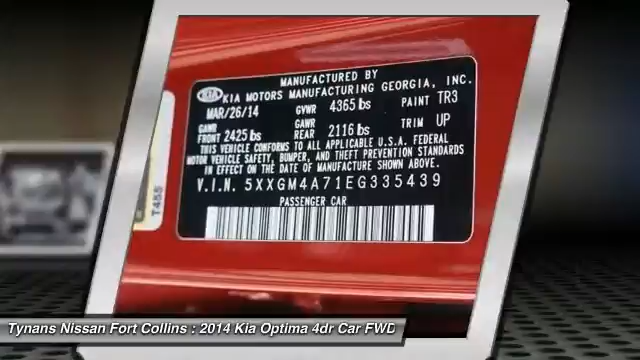 MANUFACTURED BY
KIA KIA MOTORS MANUFACTURING GEORGIA, INC.
MAR/26/14 GVWR 4365 lbs PAINT TR3
GAWR FRONT 2425 lbs GAWR REAR 2116 lbs TRIM UP
THIS VEHICLE CONFORMS TO ALL APPLICABLE U.S.A. FEDERAL
MOTOR VEHICLE SAFETY, BUMPER, AND THEFT PREVENTION STANDARDS
IN EFFECT ON THE DATE OF MANUFACTURE SHOWN ABOVE.
V.I.N. 5XXGM4A71EG335439
PASSENGER CAR
T455
Tynans Nissan Fort Collins : 2014 Kia Optima 4dr Car FWD